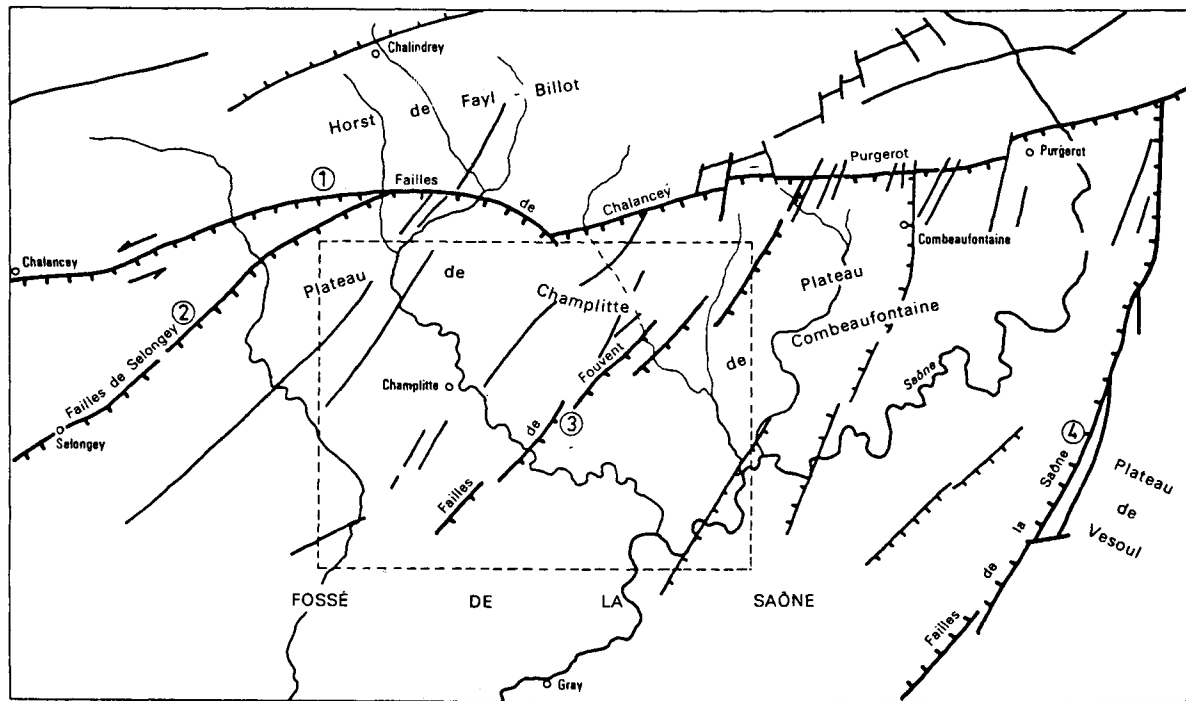 Chalindrey
Horst de Fayl - Billot
Purgerot
Purgerot
①
Failles de Chalancey -
Combeaufontaine
Chalancey
Plateau de Champlitte
Plateau de Combeaufontaine
②
Failles de Selongey
Selongey
Champlitte
Failles de Fouvent
③
Saône
④
Failles de la Saône
Plateau de Vesoul
FOSSÉ DE LA SAÔNE
Gray